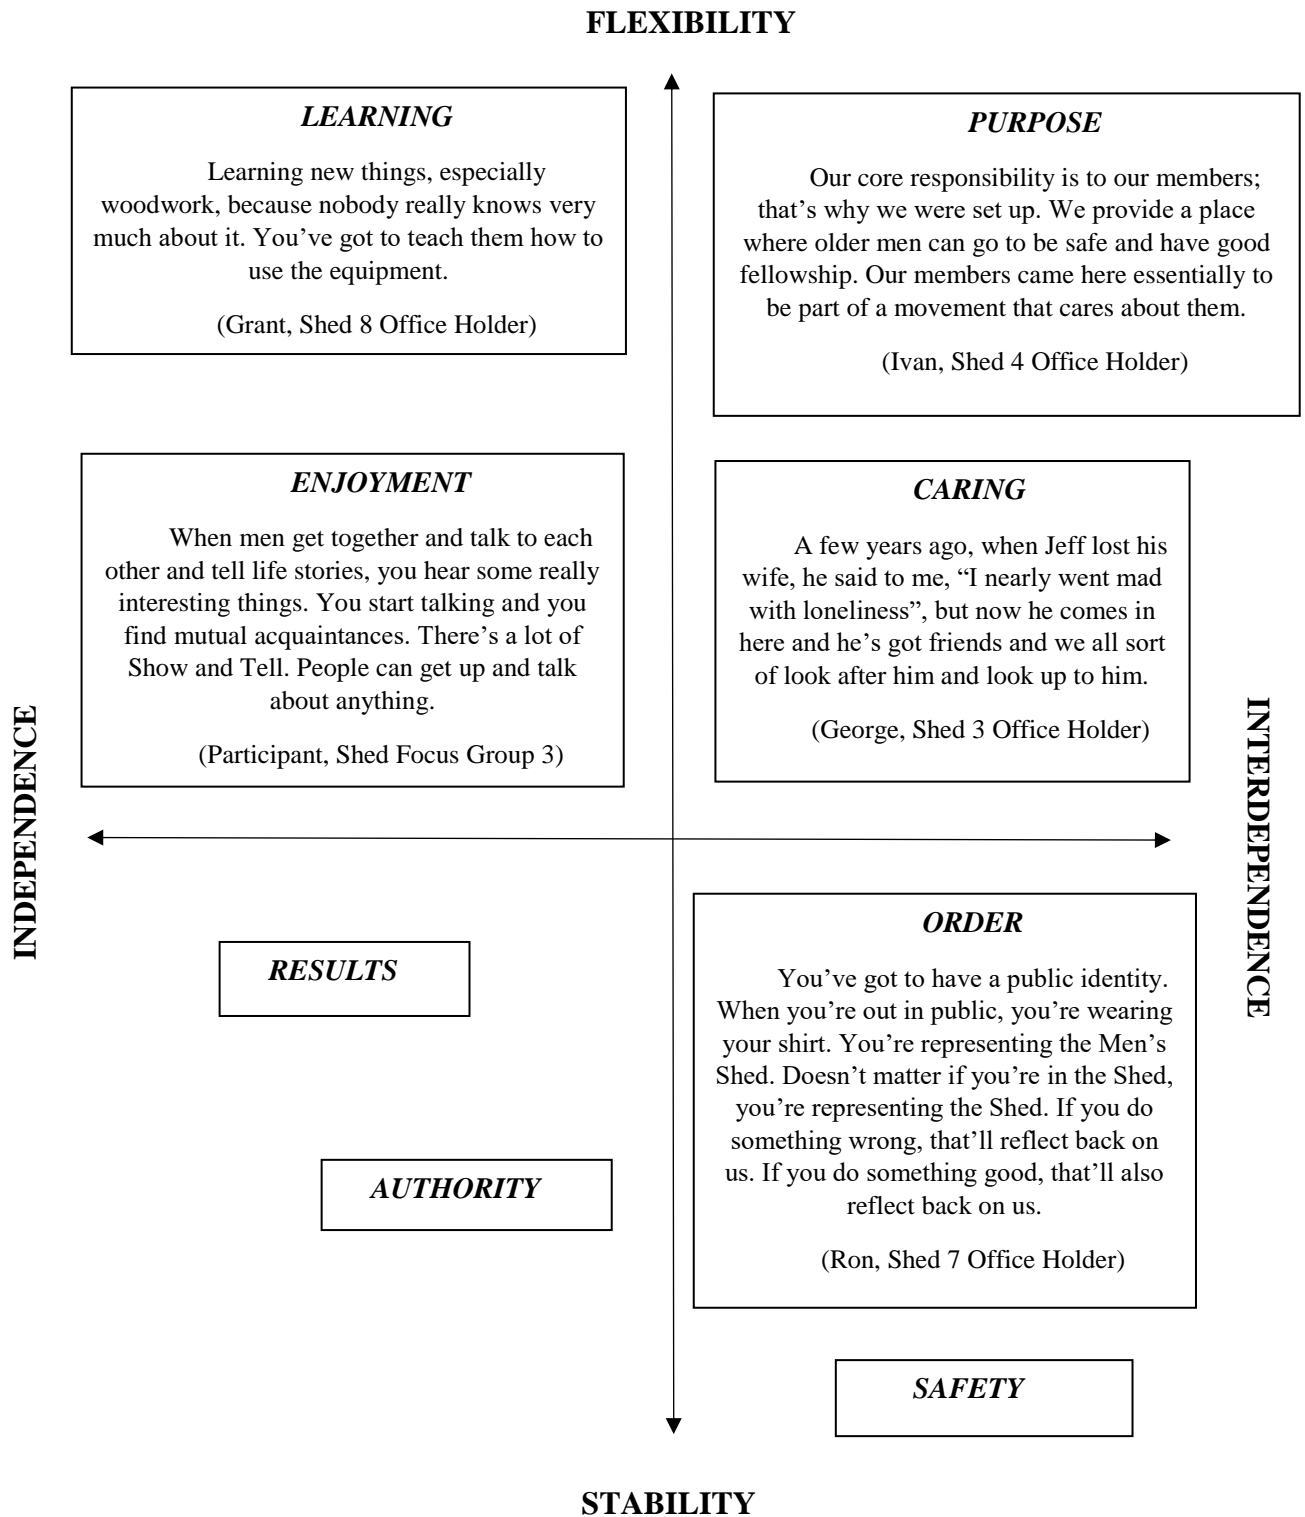 FLEXIBILITY
LEARNING
Learning new things, especially
woodwork, because nobody really knows very
much about it. You’ve got to teach them how to
use the equipment.
(Grant, Shed 8 Office Holder)
PURPOSE
Our core responsibility is to our members;
that’s why we were set up. We provide a place
where older men can go to be safe and have good
fellowship. Our members came here essentially to
be part of a movement that cares about them.
(Ivan, Shed 4 Office Holder)
ENJOYMENT
When men get together and talk to each
other and tell life stories, you hear some really
interesting things. You start talking and you
find mutual acquaintances. There’s a lot of
Show and Tell. People can get up and talk
about anything.
(Participant, Shed Focus Group 3)
CARING
A few years ago, when Jeff lost his
wife, he said to me, “I nearly went mad
with loneliness”, but now he comes in
here and he’s got friends and we all sort
of look after him and look up to him.
(George, Shed 3 Office Holder)
INDEPENDENCE
INTERDEPENDENCE
RESULTS
AUTHORITY
ORDER
You’ve got to have a public identity.
When you’re out in public, you’re wearing
your shirt. You’re representing the Men’s
Shed. Doesn’t matter if you’re in the Shed,
you’re representing the Shed. If you do
something wrong, that’ll reflect back on
us. If you do something good, that’ll also
reflect back on us.
(Ron, Shed 7 Office Holder)
SAFETY
STABILITY